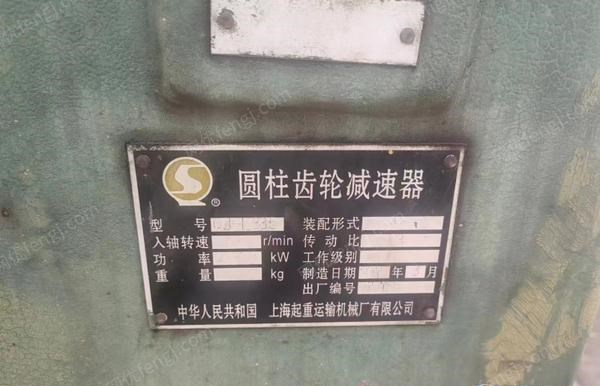 圆柱齿轮减速器
型号 装配形式
入轴转速 r/min 传动比
功率 kW 工作级别
重量 kg 制造日期 年 月
出厂编号
中华人民共和国 上海起重运输机械厂有限公司